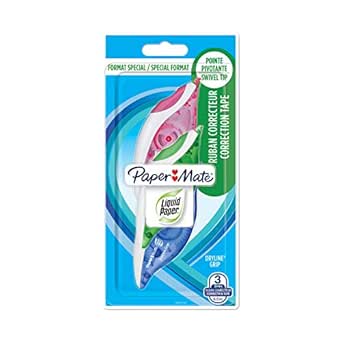 FORMAT SPECIAL / SPECIAL FORMAT
POINTE
PIVOTANTE
SWIVEL TIP
RUBAN CORRECTEUR
CORRECTION TAPE
Paper Mate
Liquid
Paper
DRYLINE
GRIP
3